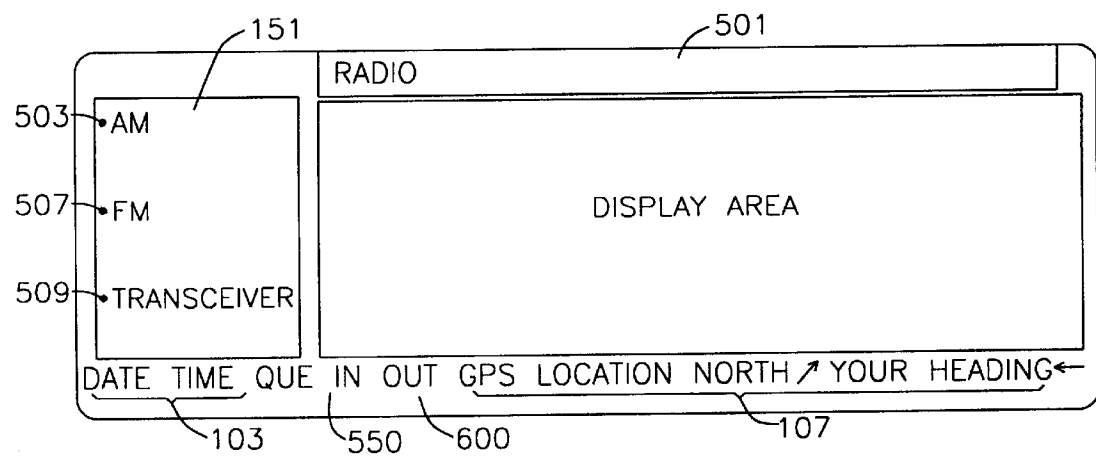 151
501
RADIO
503 AM
507 FM
DISPLAY AREA
509 TRANSCEIVER
DATE TIME QUE IN OUT GPS LOCATION NORTH↗ YOUR HEADING←
103 550 600 107